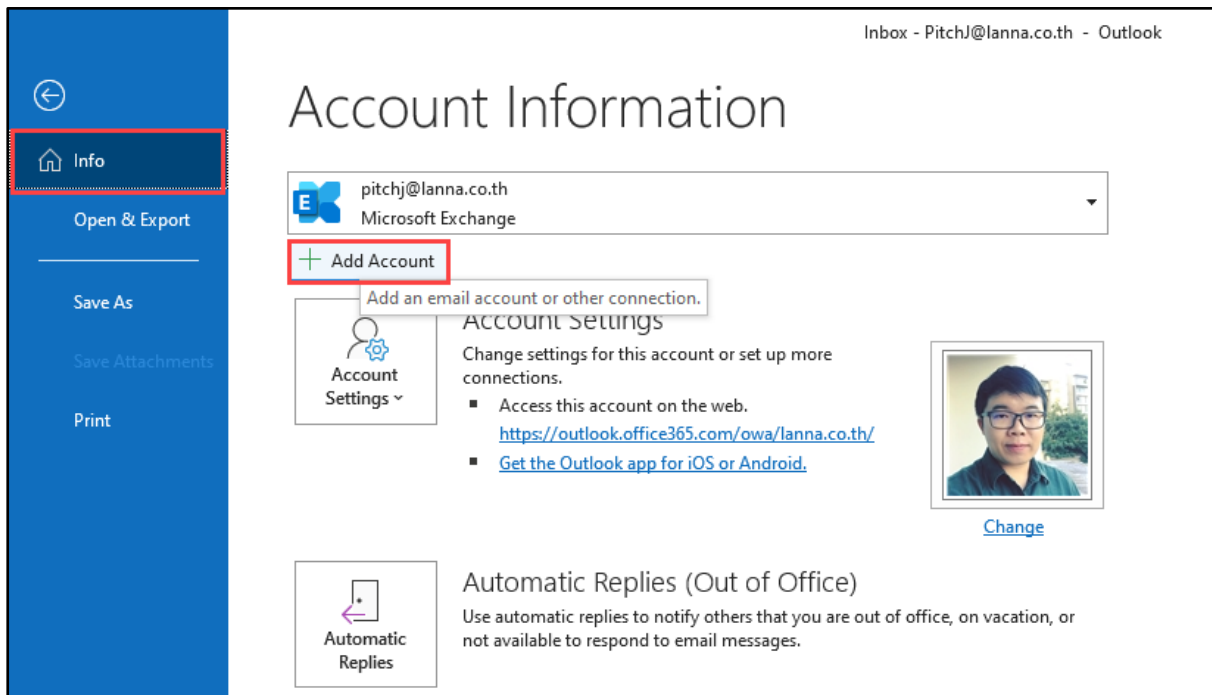 Inbox - PitchJ@lanna.co.th - Outlook
Account Information
Info
Open & Export
Save As
Save Attachments
Print
E
pitchj@lanna.co.th
Microsoft Exchange
Add Account
Add an email account or other connection.
Account Settings
Account
Settings
Change settings for this account or set up more
connections.
Access this account on the web.
https://outlook.office365.com/owa/lanna.co.th/
Get the Outlook app for iOS or Android.
Change
Automatic
Replies
Automatic Replies (Out of Office)
Use automatic replies to notify others that you are out of office, on vacation, or
not available to respond to email messages.